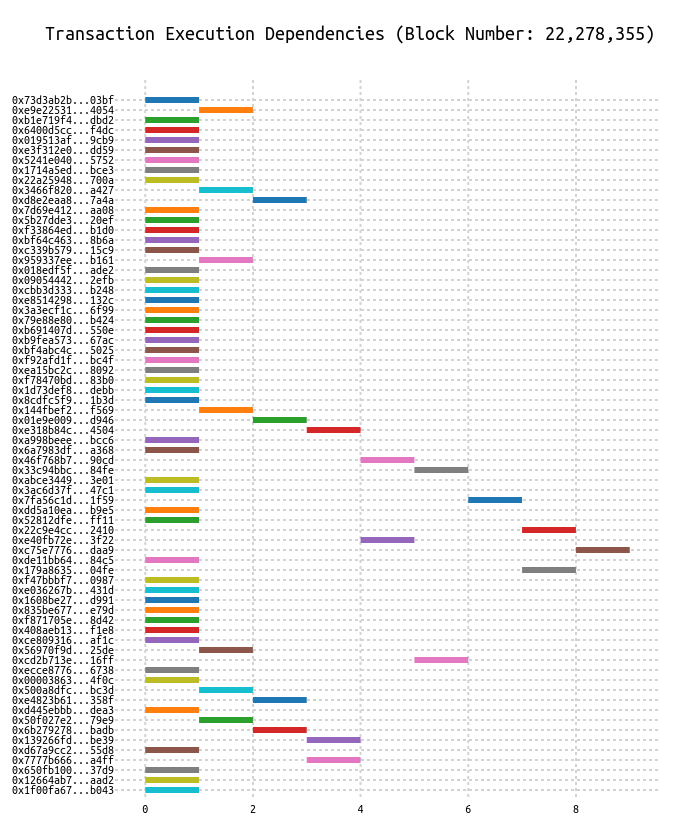 Transaction Execution Dependencies (Block Number: 22,278,355)
0x73d3ab2b...03bf
0xe9e22531...4054
0xb1e719f4...dbd2
0x6400d5cc...f4dc
0x019513af...9cb9
0xe3f312e0...dd59
0x5241e040...5752
0x1714a5ed...bce3
0x22a25948...700a
0x3466f820...a427
0xd8e2eaa8...7a4a
0x7d69e412...aa08
0x5b27dde3...20ef
0xf33864ed...b1d0
0xbf64c463...8b6a
0xc339b579...15c9
0x959337ee...b161
0x018edf5f...ade2
0x09054442...2efb
0xcbb3d333...b248
0xe8514298...132c
0x3a3ecf1c...6f99
0x79e88e80...b424
0xb691407d...550e
0xb9fea573...67ac
0xbf4abc4c...5025
0xf92afd1f...bc4f
0xea15bc2c...8092
0xf78470bd...83b0
0x1d73def8...debb
0x8cdfc5f9...1b3d
0x144fbef2...f569
0x01e9e009...d946
0xe318b84c...4504
0xa998beee...bcc6
0x6a7983df...a368
0x46f768b7...90cd
0x33c94bbc...84fe
0xabce3449...3e01
0x3ac6d37f...47c1
0x7fa56c1d...1f59
0xdd5a10ea...b9e5
0x52812dfe...ff11
0x22c9e4cc...2410
0xe40fb72e...3f22
0xc75e7776...daa9
0xde11bb64...84c5
0x179a8635...04fe
0xf47bbbf7...0987
0xe036267b...431d
0x1608be27...d991
0x835be677...e79d
0xf871705e...8d42
0x408aeb13...f1e8
0xce809316...af1c
0x56970f9d...25de
0xcd2b713e...16ff
0xecce8776...6738
0x00003863...4f0c
0x500a8dfc...bc3d
0xe4823b61...358f
0xd445ebbb...dea3
0x50f027e2...79e9
0x6b279278...badb
0x139266fd...be39
0xd67a9cc2...55d8
0x7777b666...a4ff
0x650fb100...37d9
0x12664ab7...aad2
0x1f00fa67...b043
0 2 4 6 8